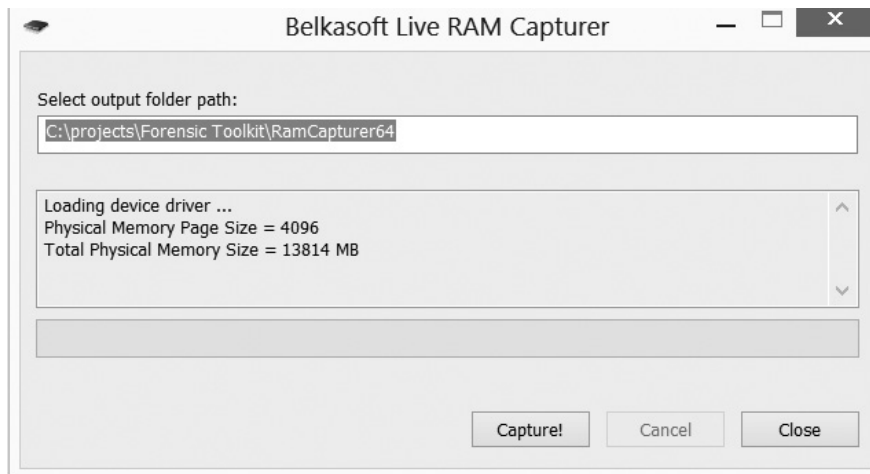 Belkasoft Live RAM Capturer
Select output folder path:
C:\projects\Forensic Toolkit\RamCapturer64
Loading device driver ...
Physical Memory Page Size = 4096
Total Physical Memory Size = 13814 MB
Capture!
Cancel
Close